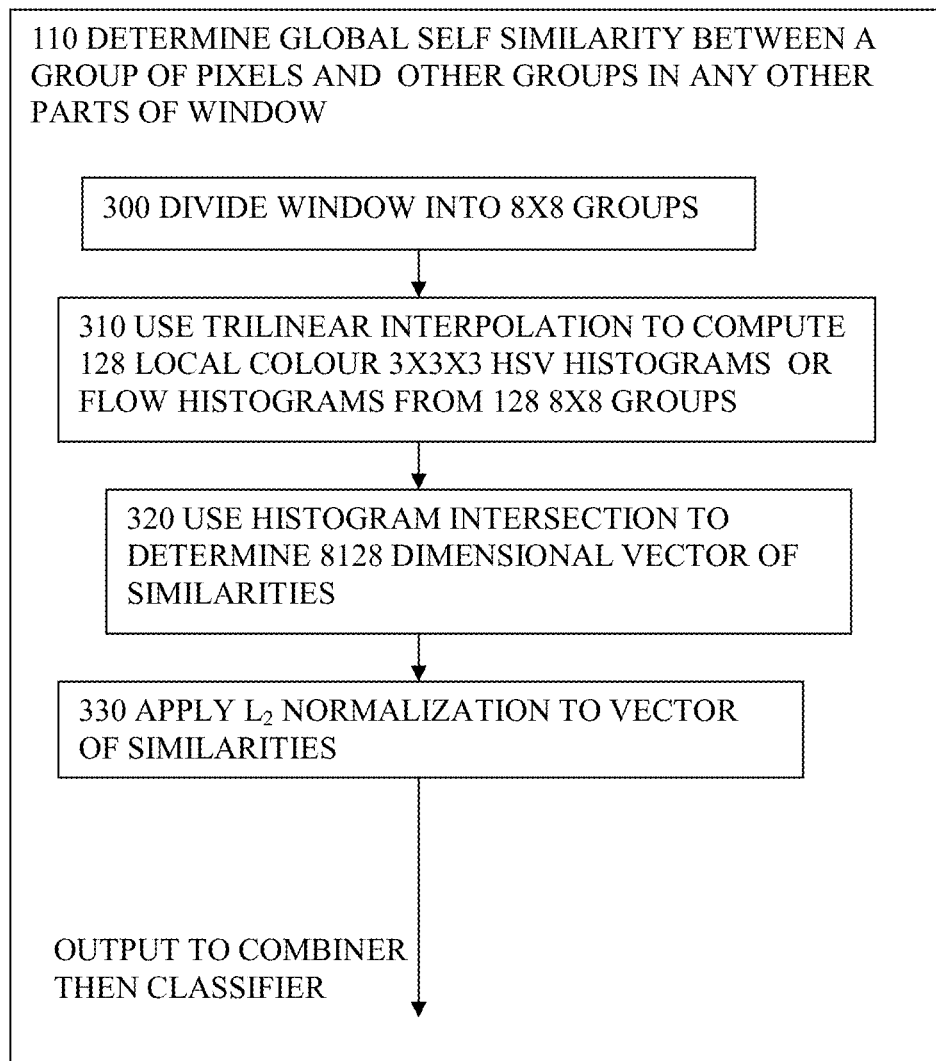 110 DETERMINE GLOBAL SELF SIMILARITY BETWEEN A
GROUP OF PIXELS AND OTHER GROUPS IN ANY OTHER
PARTS OF WINDOW
300 DIVIDE WINDOW INTO 8X8 GROUPS
310 USE TRILINEAR INTERPOLATION TO COMPUTE
128 LOCAL COLOUR 3X3X3 HSV HISTOGRAMS OR
FLOW HISTOGRAMS FROM 128 8X8 GROUPS
320 USE HISTOGRAM INTERSECTION TO
DETERMINE 8128 DIMENSIONAL VECTOR OF
SIMILARITIES
330 APPLY L₂ NORMALIZATION TO VECTOR
OF SIMILARITIES
OUTPUT TO COMBINER
THEN CLASSIFIER